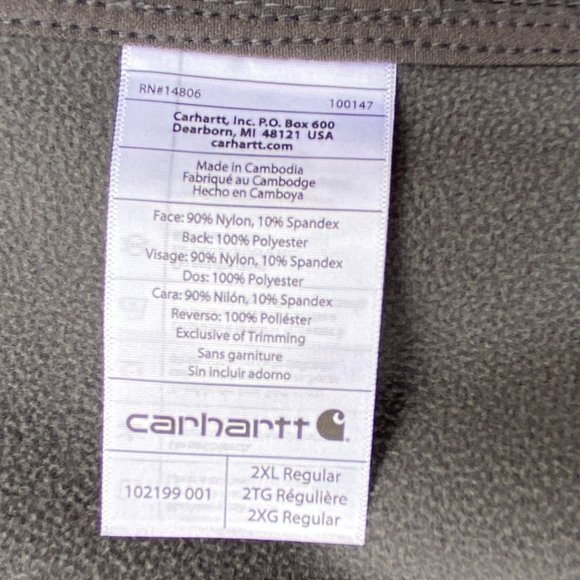 RN#14806
100147
Carhartt, Inc. P.O. Box 600
Dearborn, MI 48121 USA
carhartt.com
Made in Cambodia
Fabriqué au Cambodge
Hecho en Camboya
Face: 90% Nylon, 10% Spandex
Back: 100% Polyester
Visage: 90% Nylon, 10% Spandex
Dos: 100% Polyester
Cara: 90% Nilón, 10% Spandex
Reverso: 100% Poliéster
Exclusive of Trimming
Sans garniture
Sin incluir adorno
carhartt
102199 001
2XL Regular
2TG Régulière
2XG Regular